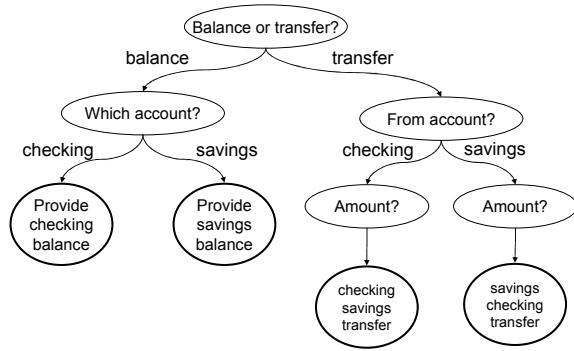 Balance or transfer?
balance
transfer
Which account?
From account?
checking
savings
checking
savings
Provide
checking
balance
Provide
savings
balance
Amount?
Amount?
checking
savings
transfer
savings
checking
transfer